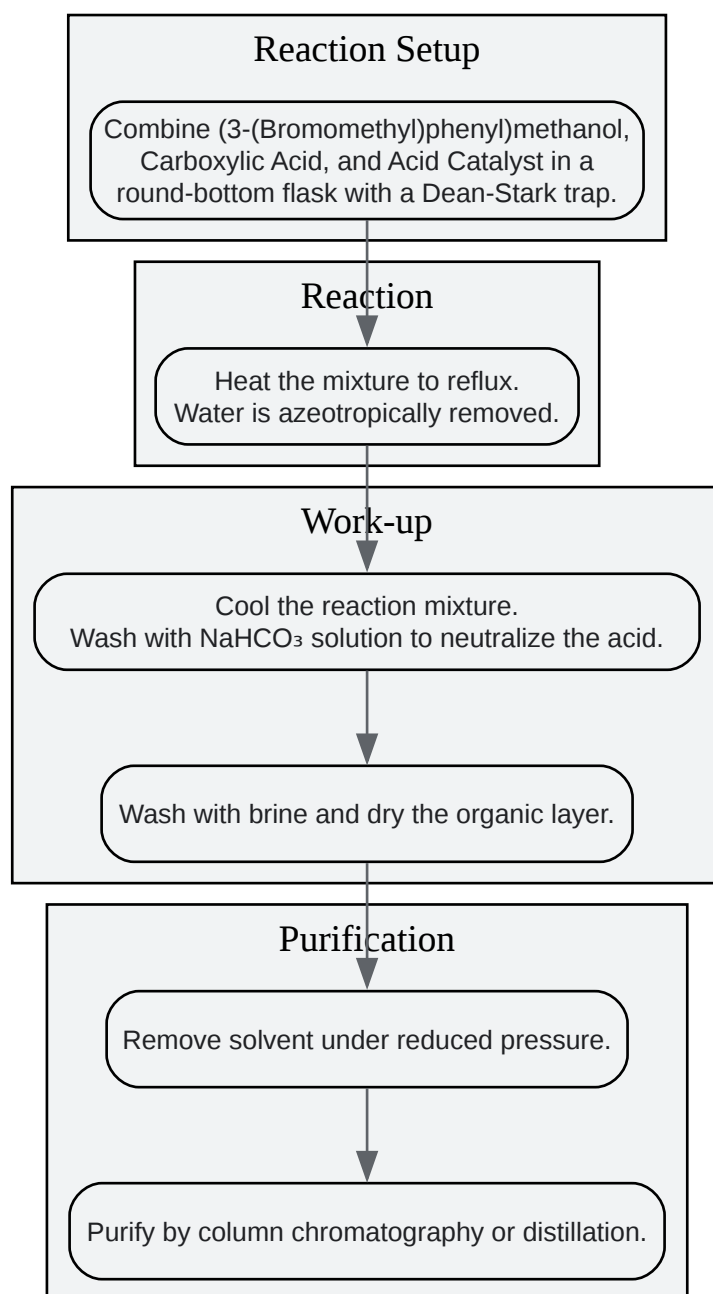 Reaction Setup
Combine (3-(Bromomethyl)phenyl)methanol,
Carboxylic Acid, and Acid Catalyst in a
round-bottom flask with a Dean-Stark trap.
Reaction
Heat the mixture to reflux.
Water is azeotropically removed.
Work-up
Cool the reaction mixture.
Wash with NaHCO₃ solution to neutralize the acid.
Wash with brine and dry the organic layer.
Purification
Remove solvent under reduced pressure.
Purify by column chromatography or distillation.